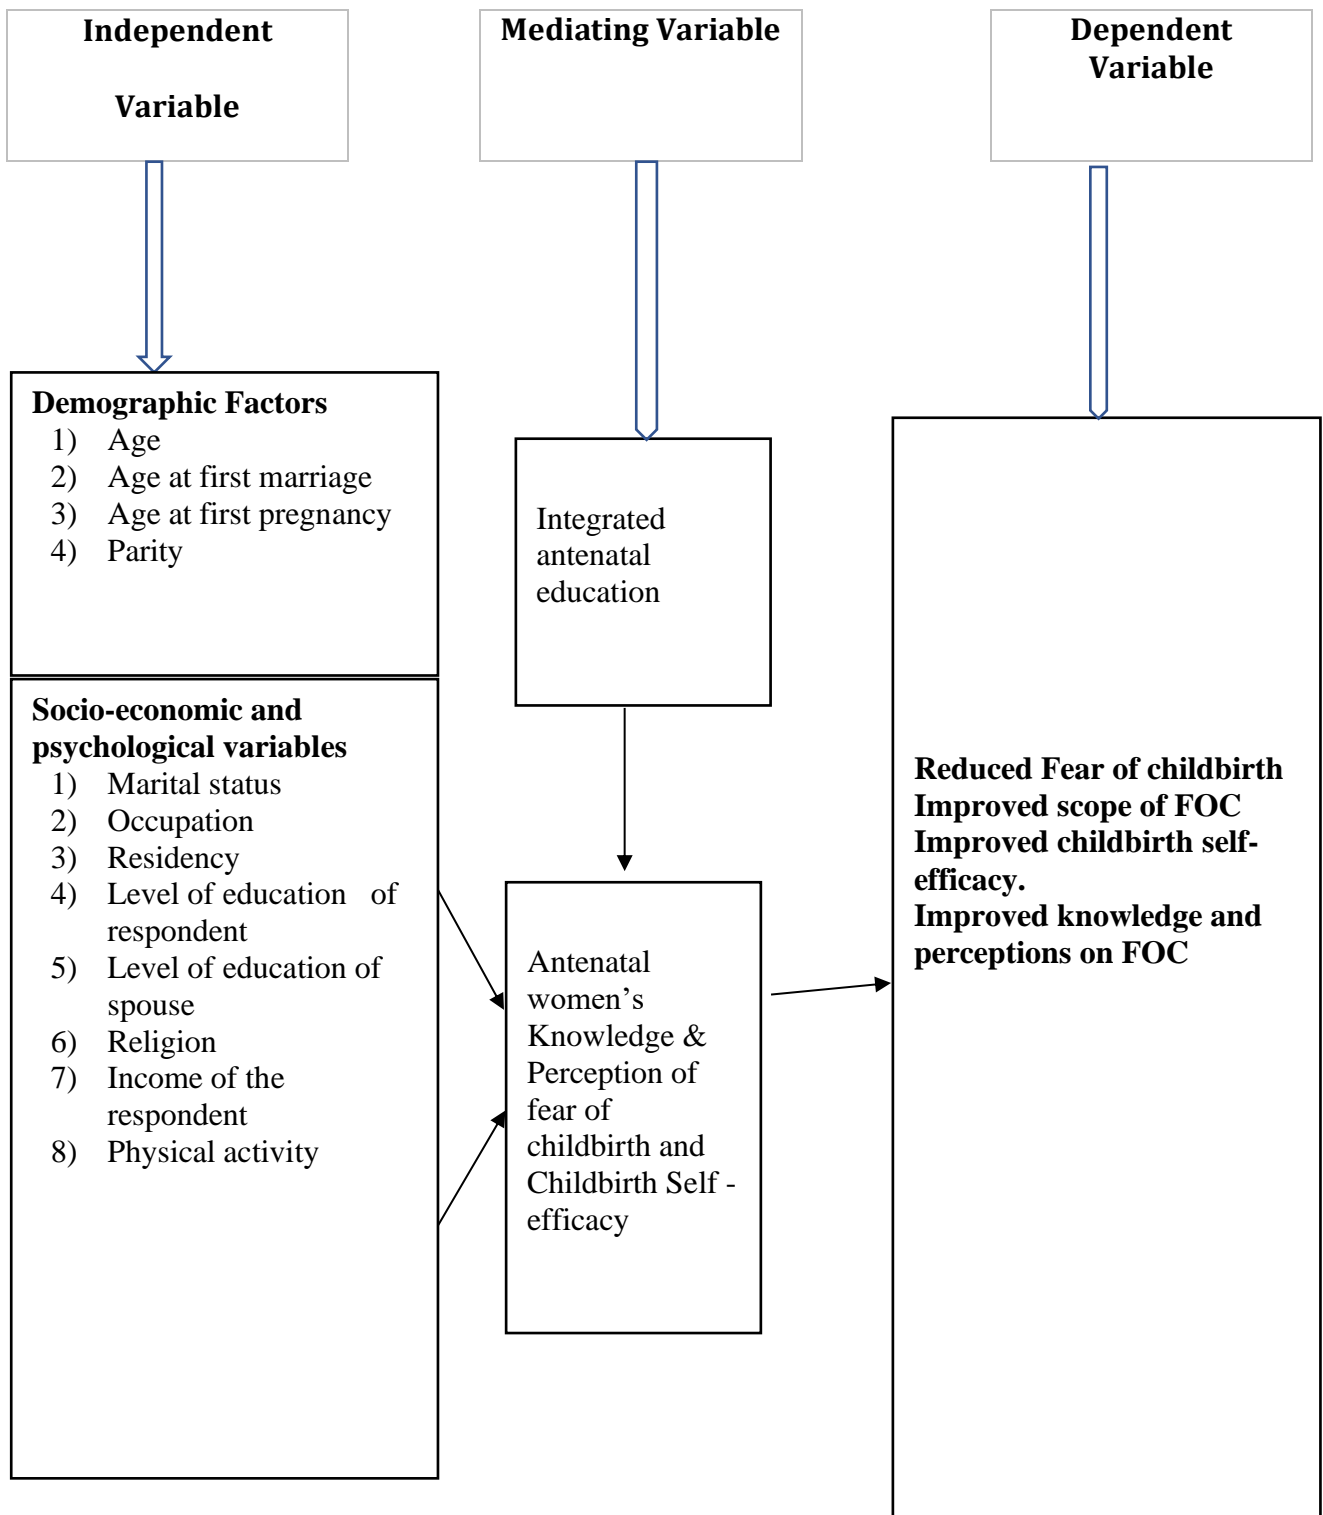 Independent
Variable
Mediating Variable
Dependent
Variable
Demographic Factors
1) Age
2) Age at first marriage
3) Age at first pregnancy
4) Parity
Socio-economic and
psychological variables
1) Marital status
2) Occupation
3) Residency
4) Level of education of
respondent
5) Level of education of
spouse
6) Religion
7) Income of the
respondent
8) Physical activity
Integrated
antenatal
education
Antenatal
women’s
Knowledge &
Perception of
fear of
childbirth and
Childbirth Self -
efficacy
Reduced Fear of childbirth
Improved scope of FOC
Improved childbirth self-
efficacy.
Improved knowledge and
perceptions on FOC